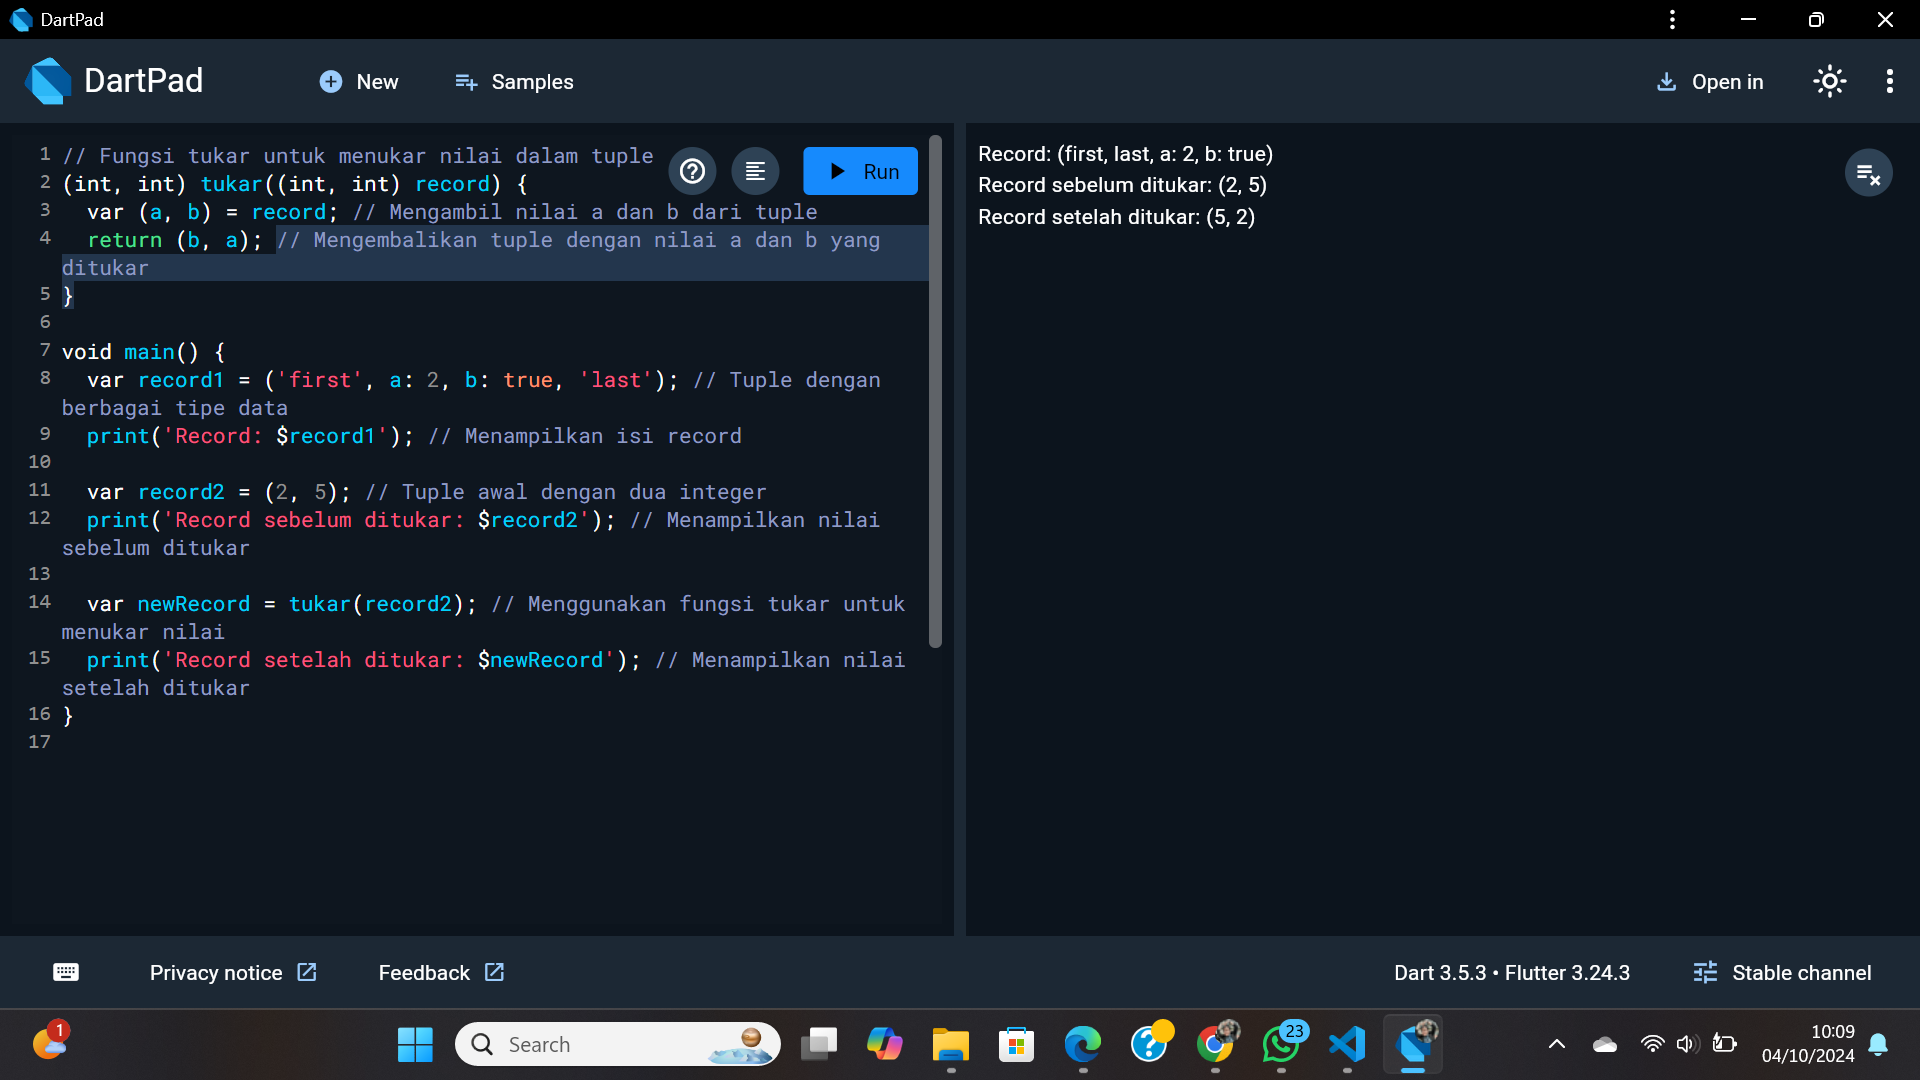 DartPad
DartPad
New
Samples
Open in
1 // Fungsi tukar untuk menukar nilai dalam tuple
2 (int, int) tukar((int, int) record) {
3   var (a, b) = record; // Mengambil nilai a dan b dari tuple
4   return (b, a); // Mengembalikan tuple dengan nilai a dan b yang
ditukar
5 }
6
7 void main() {
8   var record1 = ('first', a: 2, b: true, 'last'); // Tuple dengan
berbagai tipe data
9   print('Record: $record1'); // Menampilkan isi record
10
11   var record2 = (2, 5); // Tuple awal dengan dua integer
12   print('Record sebelum ditukar: $record2'); // Menampilkan nilai
sebelum ditukar
13
14   var newRecord = tukar(record2); // Menggunakan fungsi tukar untuk
menukar nilai
15   print('Record setelah ditukar: $newRecord'); // Menampilkan nilai
setelah ditukar
16 }
17
Run
Record: (first, last, a: 2, b: true)
Record sebelum ditukar: (2, 5)
Record setelah ditukar: (5, 2)
Privacy notice
Feedback
Dart 3.5.3 • Flutter 3.24.3
Stable channel
1
Search
23
10:09
04/10/2024